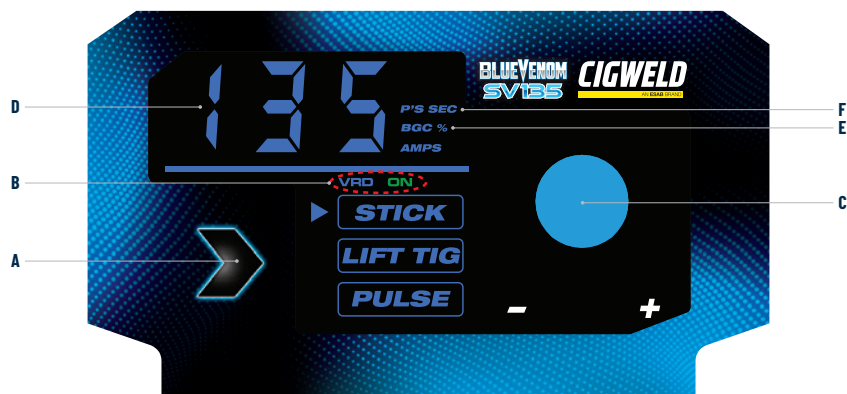 BLUEVENOM
SV135
CIGWELD
AN ESAB BRAND
135
P'S SEC
BGC %
AMPS
D
F
E
B
VRD ON
C
STICK
A
LIFT TIG
PULSE
- +